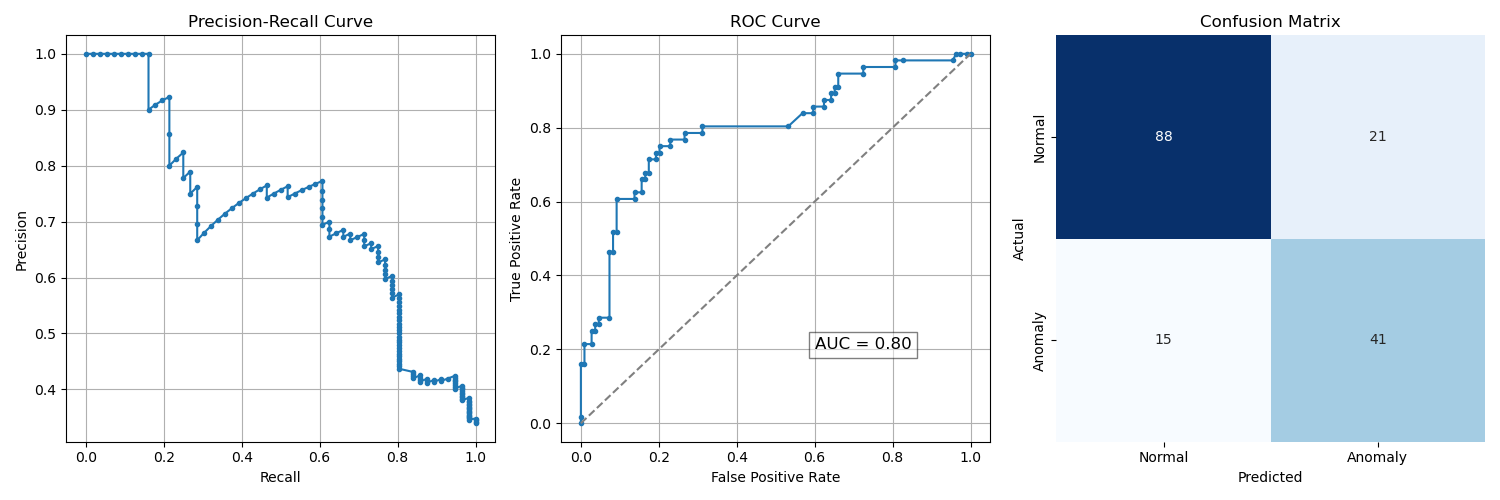 Precision-Recall Curve
Precision
1.0
0.9
0.8
0.7
0.6
0.5
0.4
0.0 0.2 0.4 0.6 0.8 1.0
Recall
ROC Curve
True Positive Rate
1.0
0.8
0.6
0.4
0.2
0.0
AUC = 0.80
0.0 0.2 0.4 0.6 0.8 1.0
False Positive Rate
Confusion Matrix
Actual
Normal
Anomaly
88 21
15 41
Normal Anomaly
Predicted